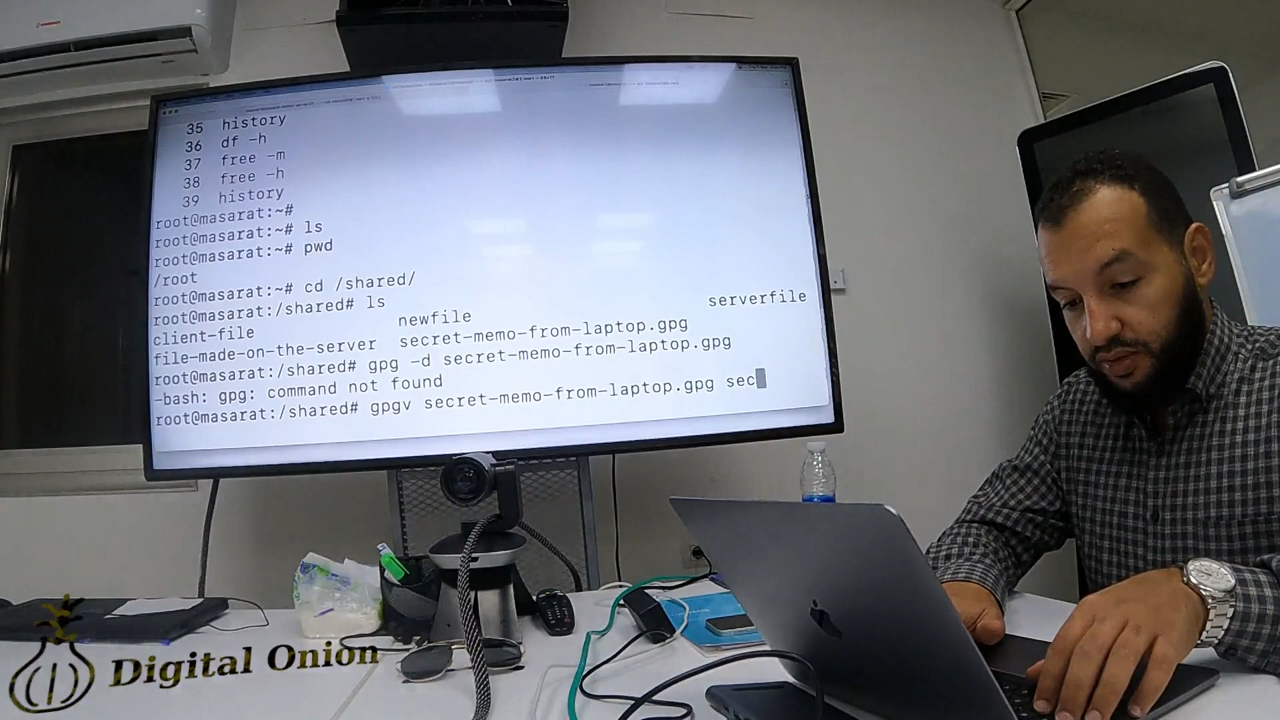 35 history
36 df -h
37 free -m
38 free -h
39 history
root@masarat:~#
root@masarat:~# ls
root@masarat:~# pwd
/root
root@masarat:~# cd /shared/
root@masarat:/shared# ls
client-file newfile serverfile
file-made-on-the-server secret-memo-from-laptop.gpg
root@masarat:/shared# gpg -d secret-memo-from-laptop.gpg
-bash: gpg: command not found
root@masarat:/shared# gpgv secret-memo-from-laptop.gpg sec
Digital Onion